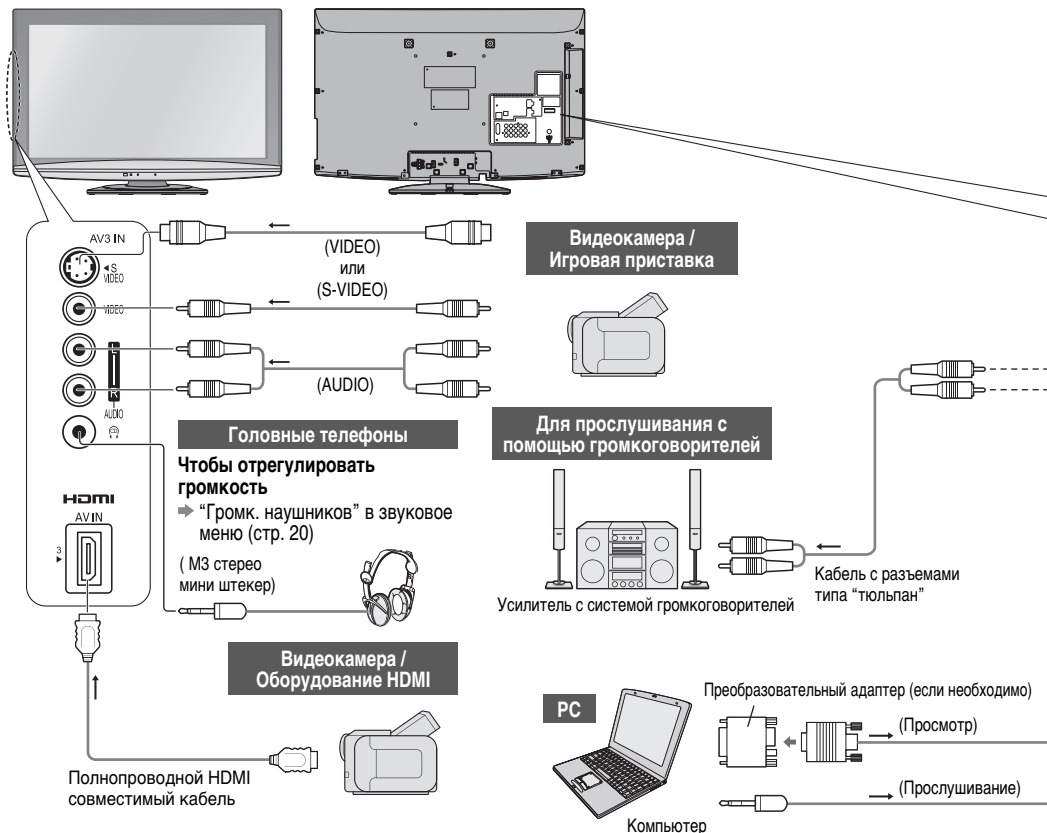 AV3 IN
S
VIDEO
VIDEO
L
R
AUDIO
HDMI
AV IN
3
(VIDEO)
или
(S-VIDEO)
(AUDIO)
Видеокамера /
Игровая приставка
Головные телефоны
Чтобы отрегулировать
громкость
“Громк. наушников” в звуковое
меню (стр. 20)
( М3 стерео
мини штекер)
Для прослушивания с
помощью громкоговорителей
Усилитель с системой громкоговорителей
Кабель с разъемами
типа “тюльпан”
Видеокамера /
Оборудование HDMI
Полнопроводной HDMI
совместимый кабель
PC
Компьютер
Преобразовательный адаптер (если необходимо)
(Просмотр)
(Прослушивание)